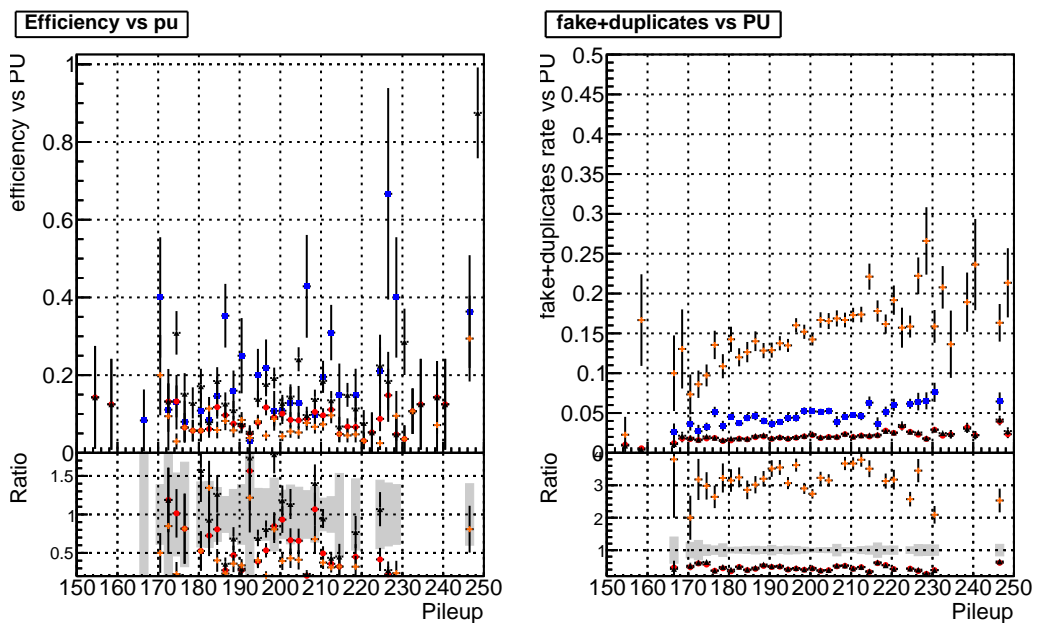 Efficiency vs pu
efficiency vs PU
1
0.8
0.6
0.4
0.2
0
Ratio
1.5
1
0.5
150 160 170 180 190 200 210 220 230 240 250
Pileup
fake+duplicates vs PU
fake+duplicates rate vs PU
0.5
0.45
0.4
0.35
0.3
0.25
0.2
0.15
0.1
0.05
0
Ratio
4
3
2
1
150 160 170 180 190 200 210 220 230 240 250
Pileup